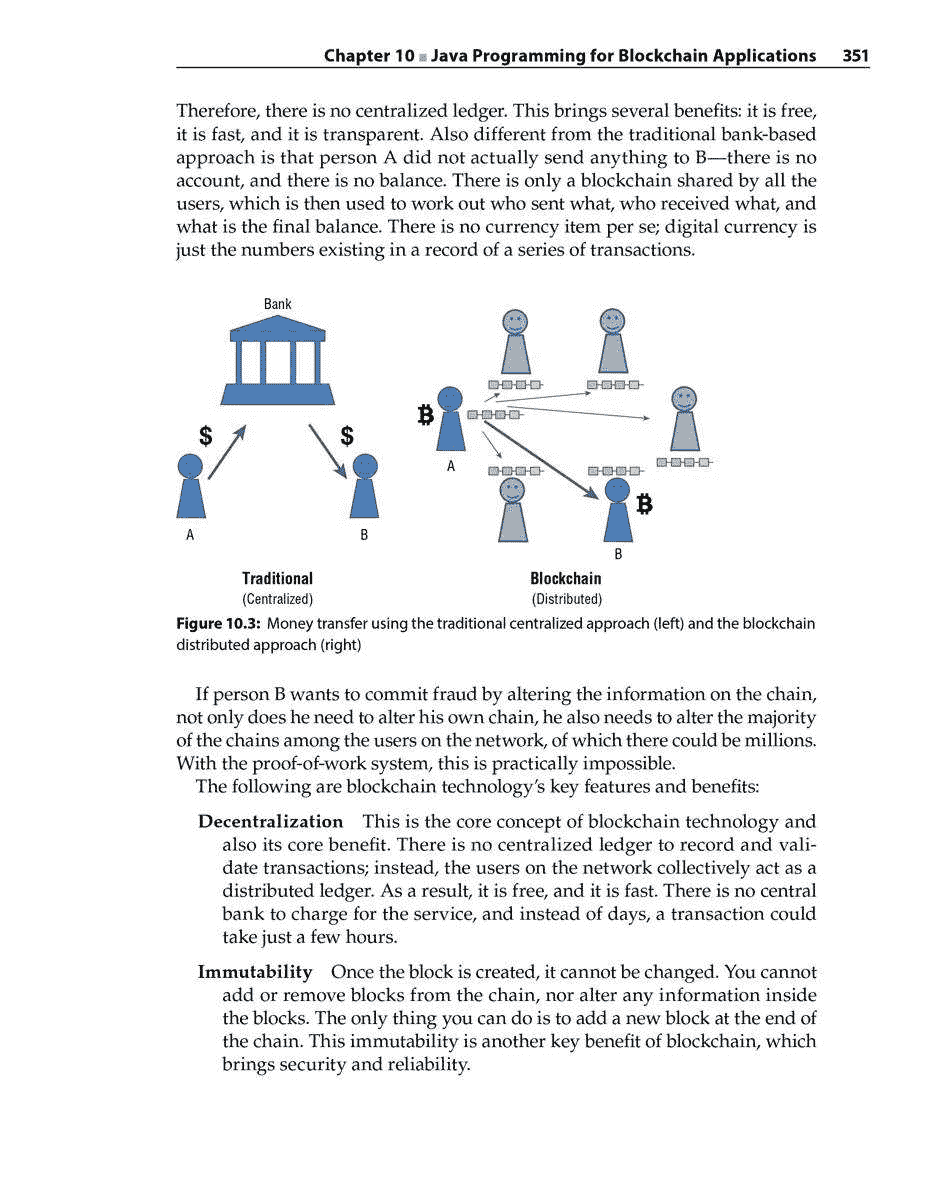 Chapter 10 ■ Java Programming for Blockchain Applications 351
Therefore, there is no centralized ledger. This brings several benefits: it is free,
it is fast, and it is transparent. Also different from the traditional bank-based
approach is that person A did not actually send anything to B—there is no
account, and there is no balance. There is only a blockchain shared by all the
users, which is then used to work out who sent what, who received what, and
what is the final balance. There is no currency item per se; digital currency is
just the numbers existing in a record of a series of transactions.
Bank
$ $
₿
A
₿
A B
B
Traditional Blockchain
(Centralized) (Distributed)
Figure 10.3: Money transfer using the traditional centralized approach (left) and the blockchain
distributed approach (right)
If person B wants to commit fraud by altering the information on the chain,
not only does he need to alter his own chain, he also needs to alter the majority
of the chains among the users on the network, of which there could be millions.
With the proof-of-work system, this is practically impossible.
The following are blockchain technology's key features and benefits:
Decentralization This is the core concept of blockchain technology and
also its core benefit. There is no centralized ledger to record and vali-
date transactions; instead, the users on the network collectively act as a
distributed ledger. As a result, it is free, and it is fast. There is no central
bank to charge for the service, and instead of days, a transaction could
take just a few hours.
Immutability Once the block is created, it cannot be changed. You cannot
add or remove blocks from the chain, nor alter any information inside
the blocks. The only thing you can do is to add a new block at the end of
the chain. This immutability is another key benefit of blockchain, which
brings security and reliability.